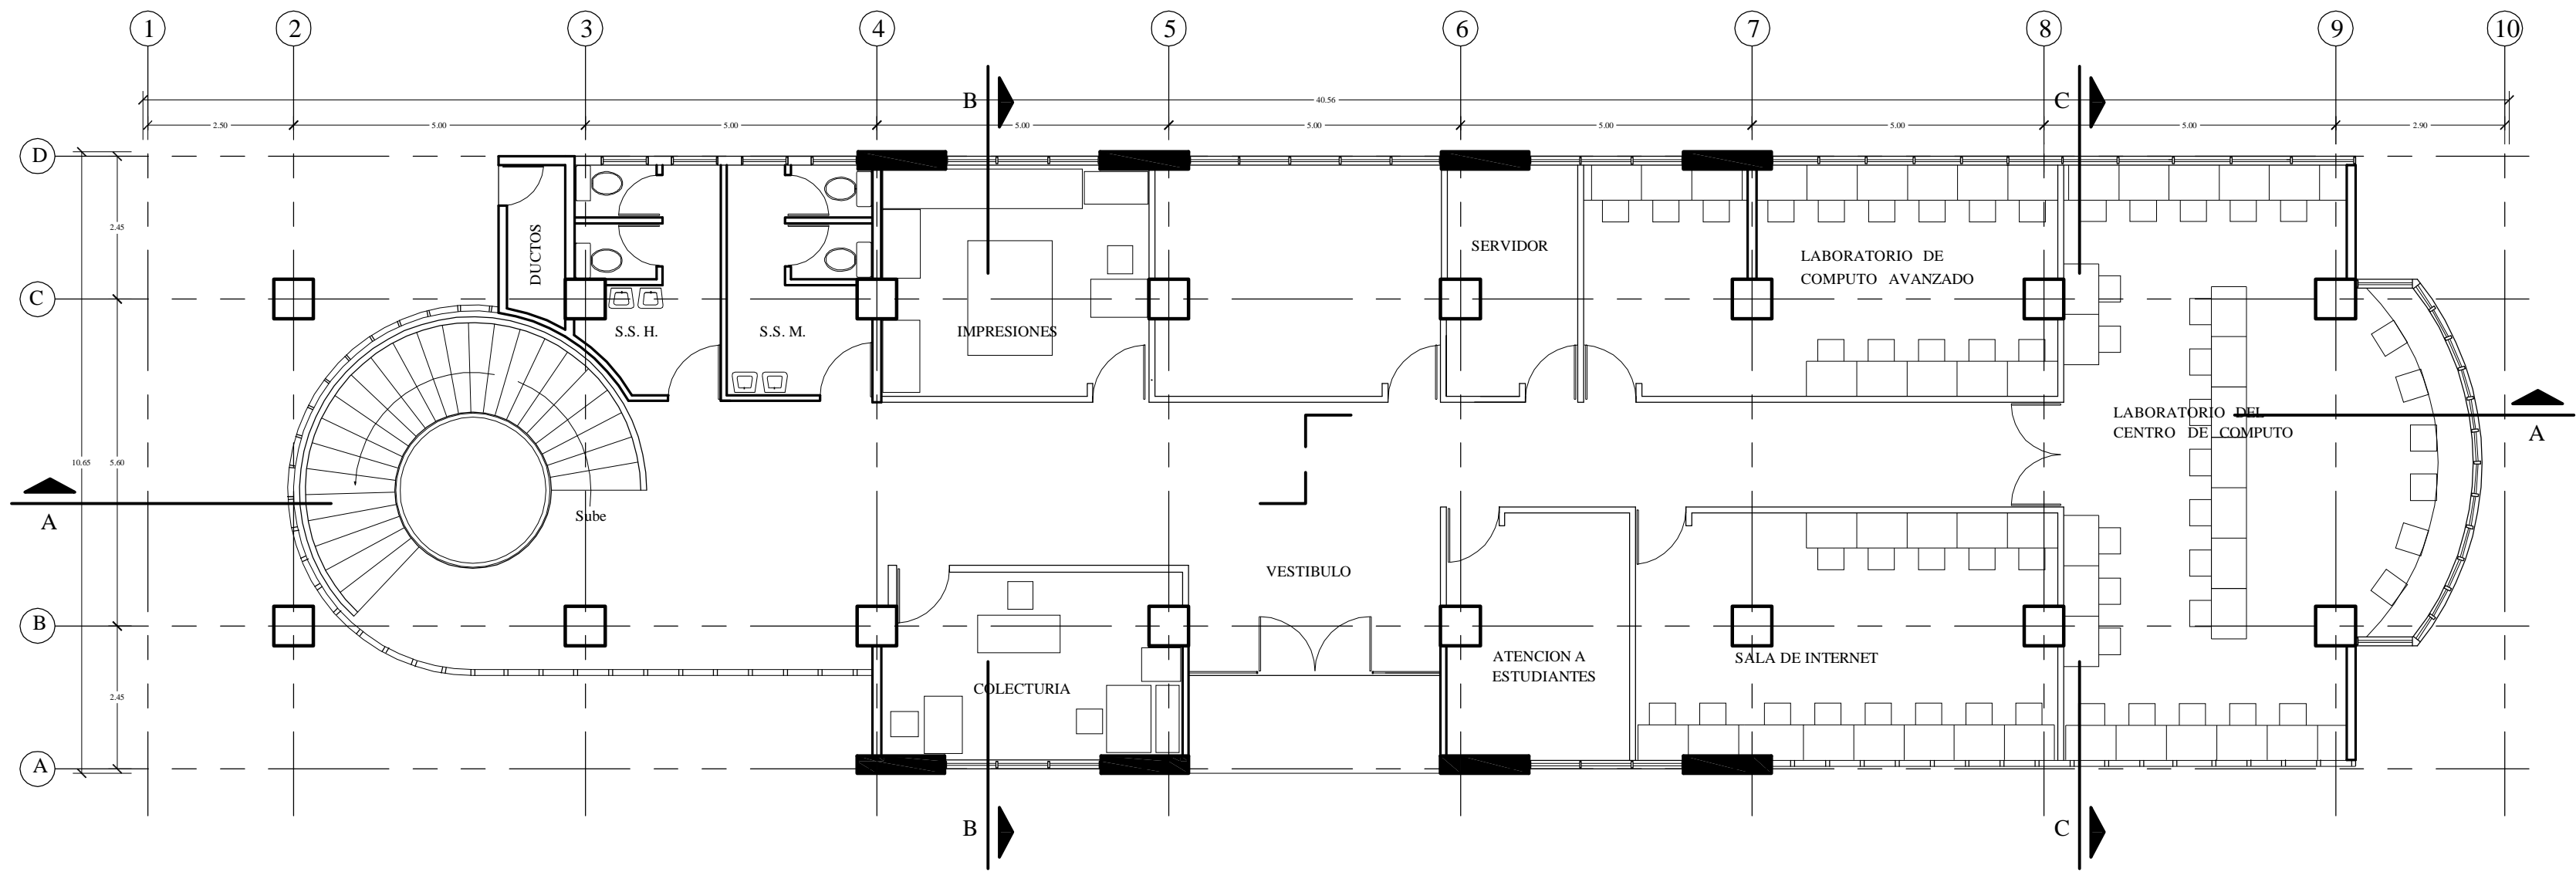 1 2 3 4 5 6 7 8 9 10
B C
40.56
2.50 5.00 5.00 5.00 5.00 5.00 5.00 5.00 2.90
D
2.45
DUCTOS
SERVIDOR
LABORATORIO DE
COMPUTO AVANZADO
C
S.S. H. S.S. M. IMPRESIONES
LABORATORIO DEL
CENTRO DE COMPUTO
A
10.65 5.60
A
Sube
VESTIBULO
B
ATENCION A
ESTUDIANTES
SALA DE INTERNET
COLECTURIA
2.45
A
B C